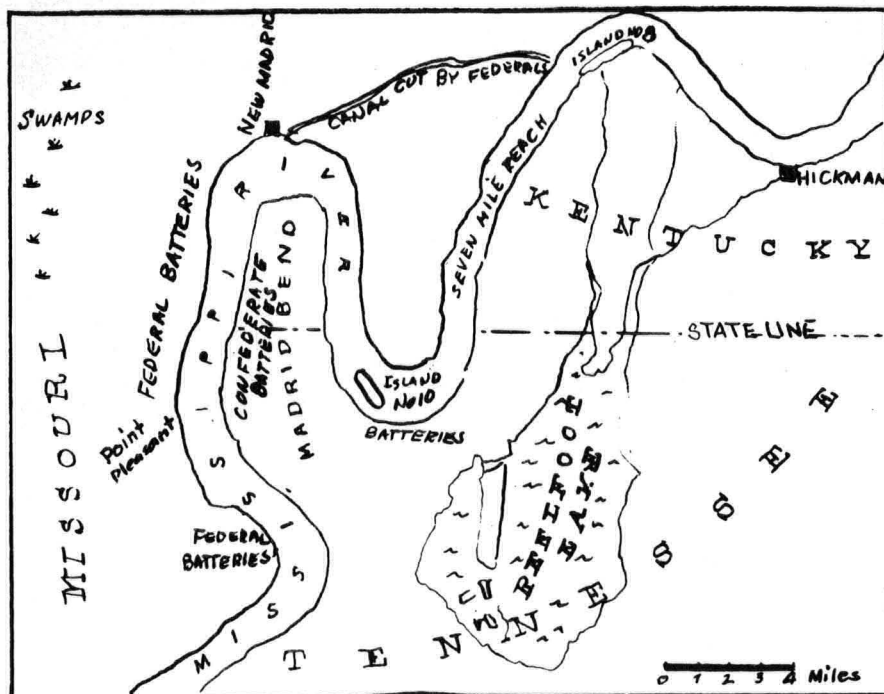 SWAMPS
NEW MADRID
CANAL CUT BY FEDERALS
ISLAND NO 8
HICKMAN
SEVEN MILE REACH
KENTUCKY
FEDERAL BATTERIES
CONFEDERATE
BATTERIES
MADRID BEND
STATE LINE
ISLAND
No10
BATTERIES
Point
Pleasant
MISSOURI
FEDERAL
BATTERIES
MISSISSIPPI RIVER
REELFOOT
LAKE
TENNESSEE
0 1 2 3 4 Miles